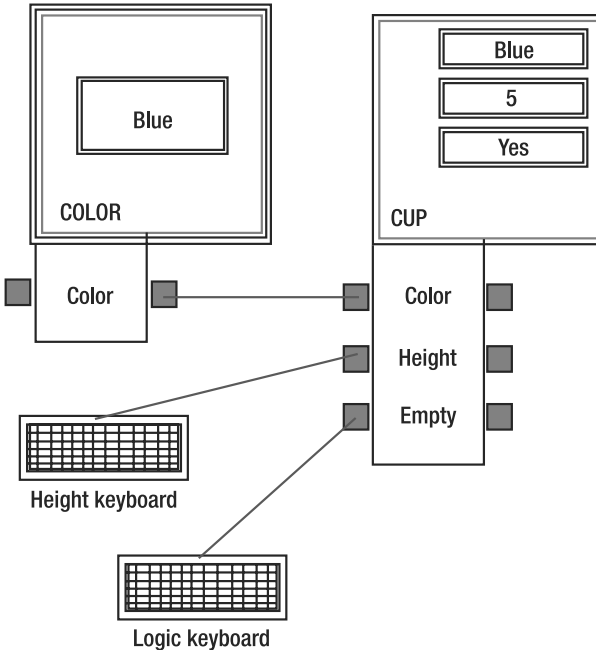 Blue
COLOR
Color
Blue
5
Yes
CUP
Color
Height
Empty
Height keyboard
Logic keyboard